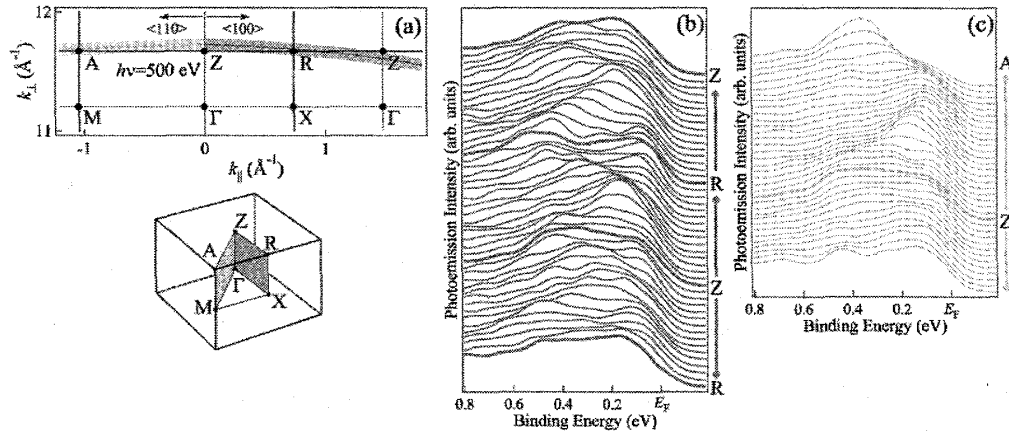 (a)
<110> <100>
12
11
k⊥ (Å⁻¹)
A Z R Z
hν=500 eV
M Γ X Γ
-1 0 1
k∥ (Å⁻¹)
Z
A R
M Γ X
(b)
Photoemission Intensity (arb. units)
Z
R
Z
R
0.8 0.6 0.4 0.2 E_F
Binding Energy (eV)
(c)
Photoemission Intensity (arb. units)
A
Z
0.8 0.6 0.4 0.2 E_F
Binding Energy (eV)